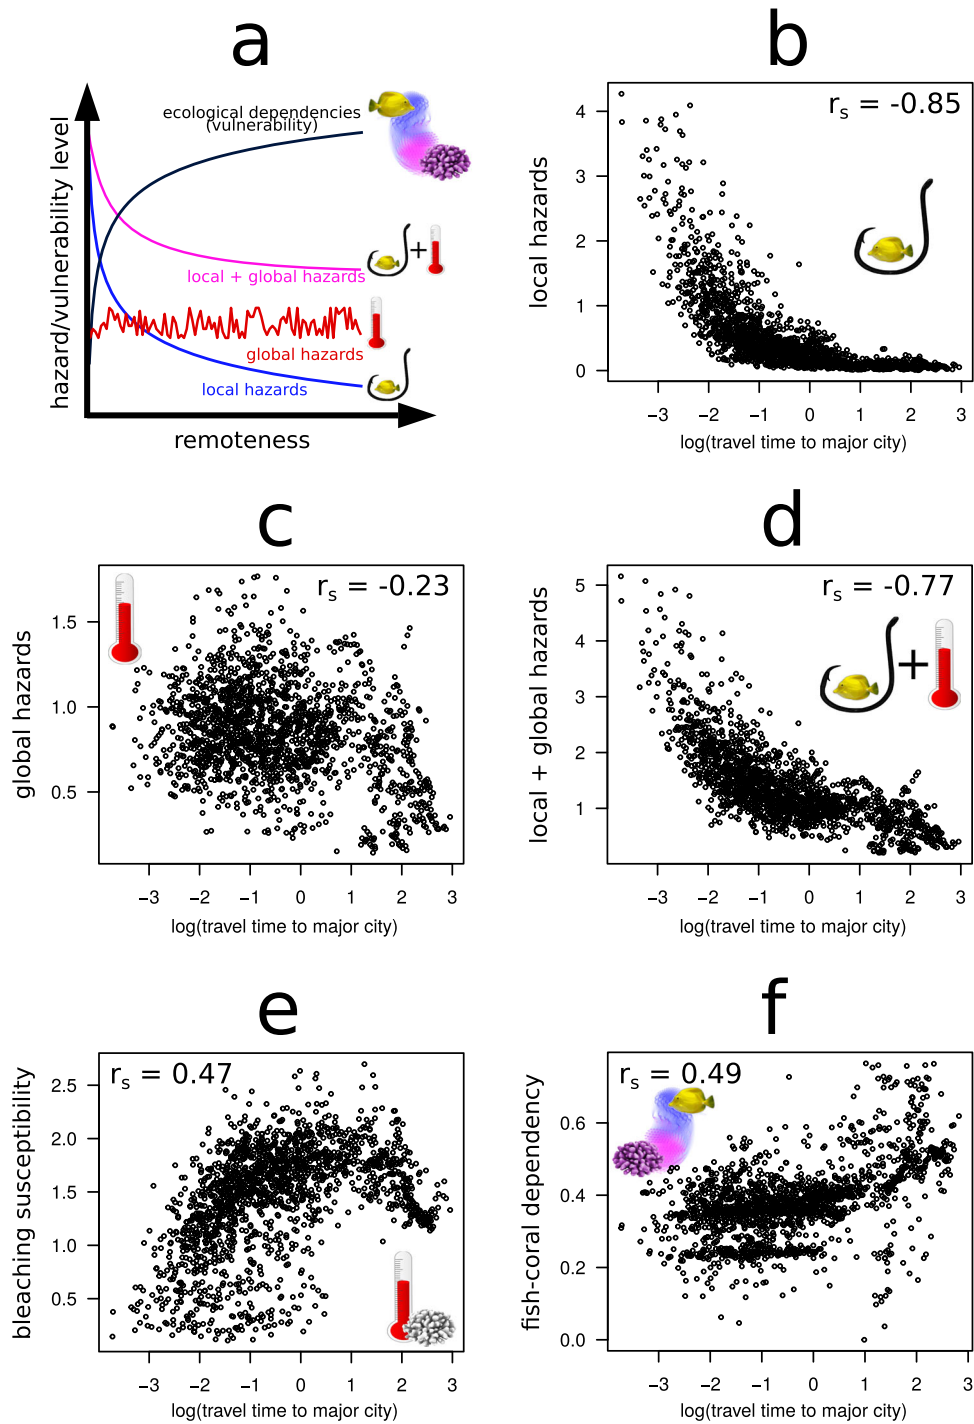 a
hazard/vulnerability level
ecological dependencies
(vulnerability)
+
local + global hazards
global hazards
local hazards
remoteness
b
local hazards
4
3
2
1
0
r_s = -0.85
−3 −2 −1 0 1 2 3
log(travel time to major city)
c
global hazards
1.5
1.0
0.5
r_s = -0.23
−3 −2 −1 0 1 2 3
log(travel time to major city)
d
local + global hazards
5
4
3
2
1
r_s = -0.77
+
−3 −2 −1 0 1 2 3
log(travel time to major city)
e
bleaching susceptibility
2.5
2.0
1.5
1.0
0.5
r_s = 0.47
−3 −2 −1 0 1 2 3
log(travel time to major city)
f
fish-coral dependency
0.6
0.4
0.2
0.0
r_s = 0.49
−3 −2 −1 0 1 2 3
log(travel time to major city)